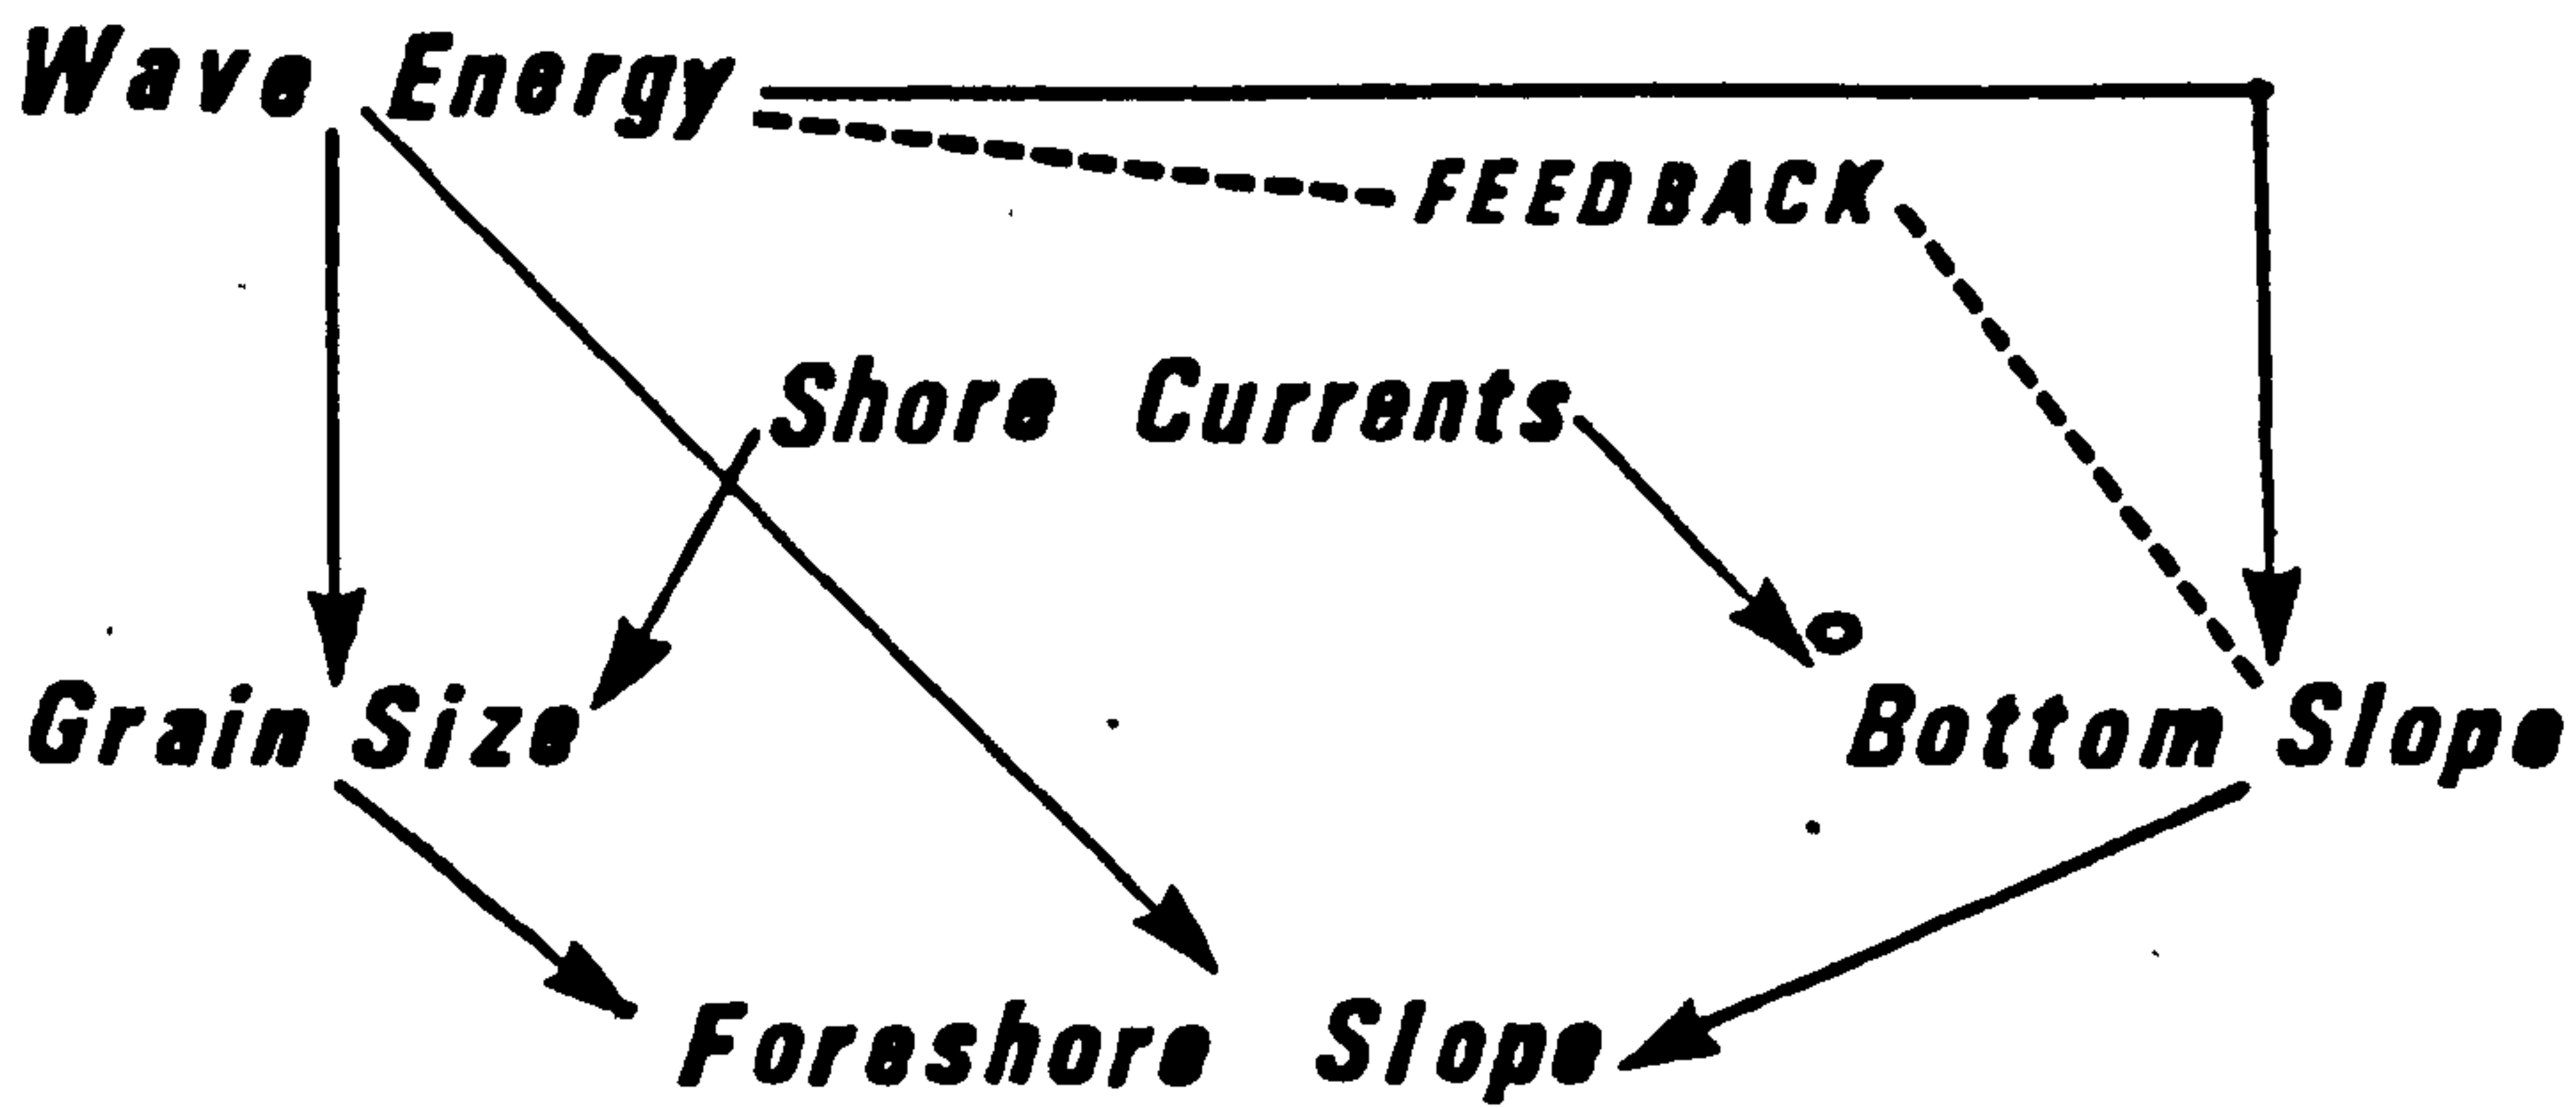 Wave Energy
FEEDBACK
Shore Currents
Grain Size
Bottom Slope
Foreshore Slope